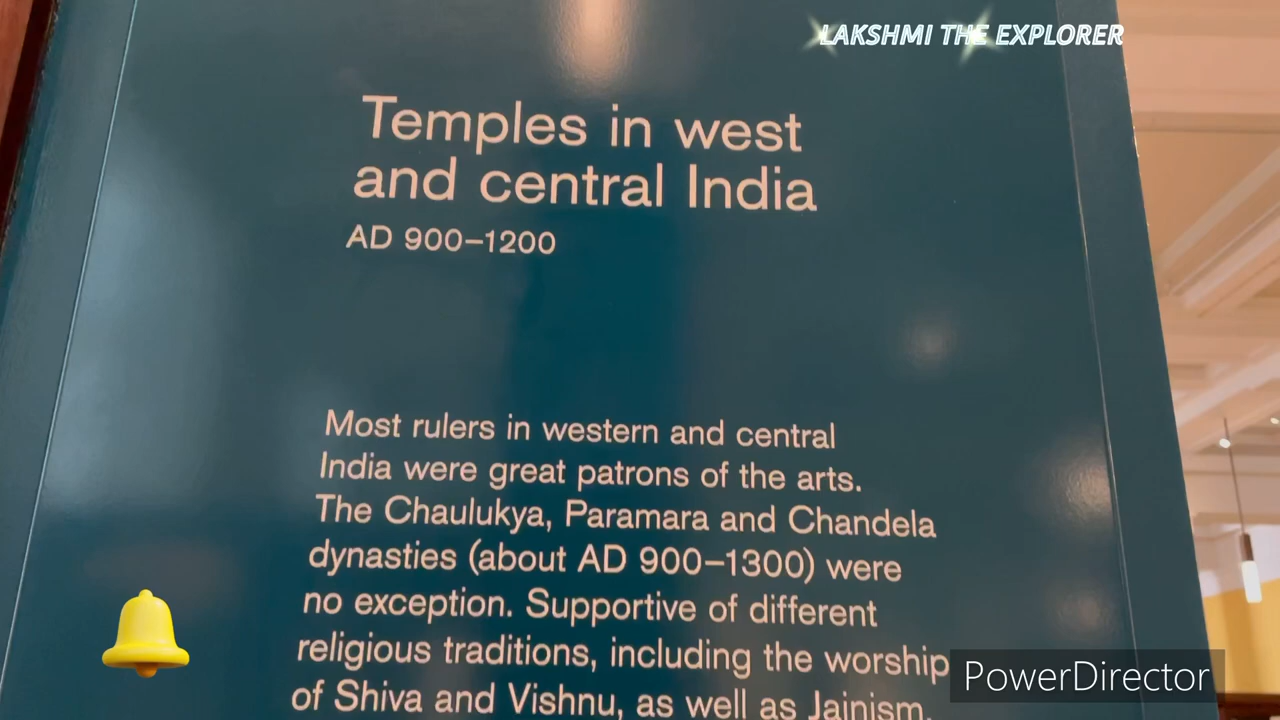 LAKSHMI THE EXPLORER
Temples in west
and central India
AD 900–1200
Most rulers in western and central
India were great patrons of the arts.
The Chaulukya, Paramara and Chandela
dynasties (about AD 900–1300) were
no exception. Supportive of different
religious traditions, including the worship
of Shiva and Vishnu, as well as Jainism,
PowerDirector